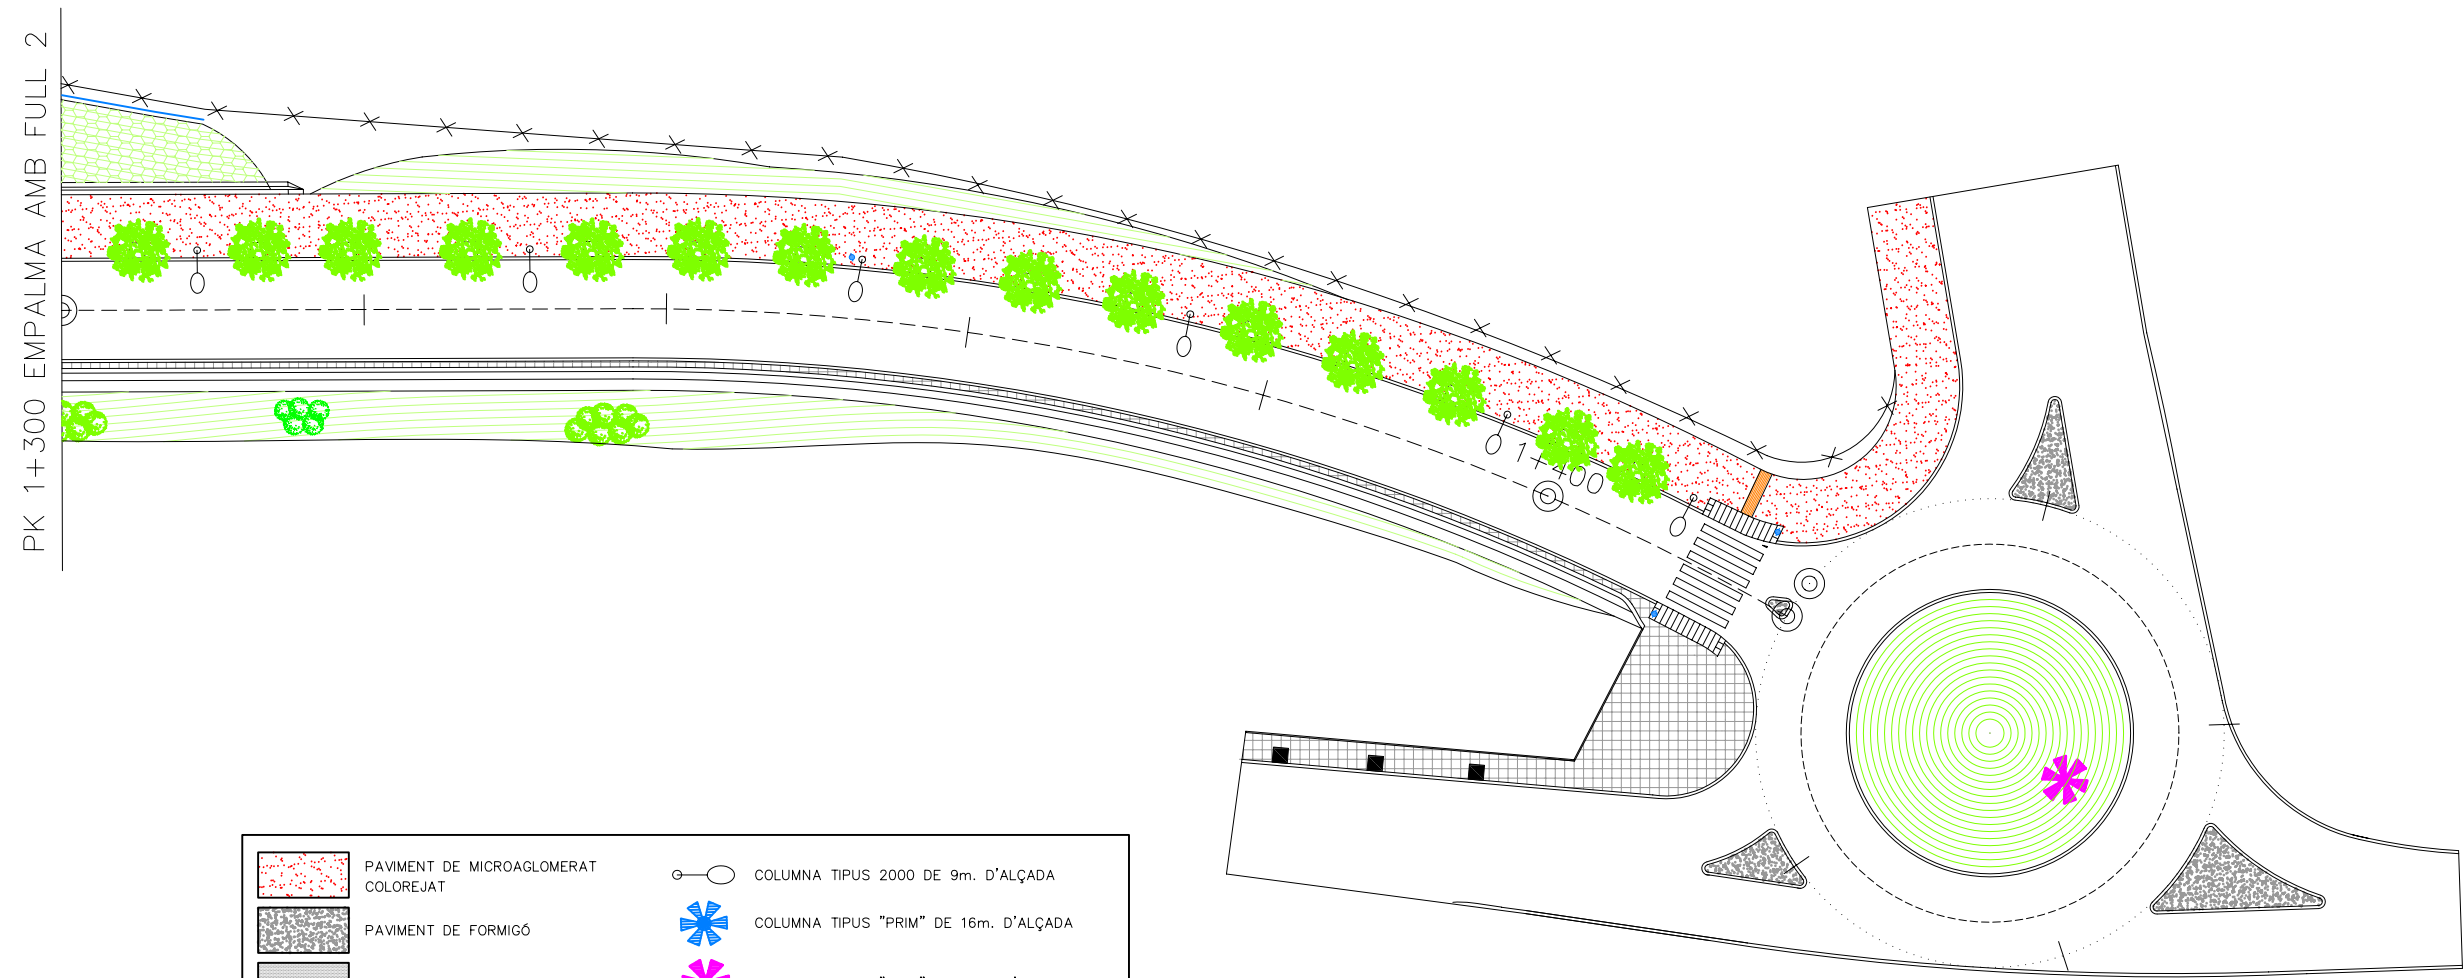 PK 1+300 EMPALMA AMB FULL 2
1+400
PAVIMENT DE MICROAGLOMERAT
COLOREJAT
PAVIMENT DE FORMIGÓ
COLUMNA TIPUS 2000 DE 9m. D'ALÇADA
COLUMNA TIPUS "PRIM" DE 16m. D'ALÇADA